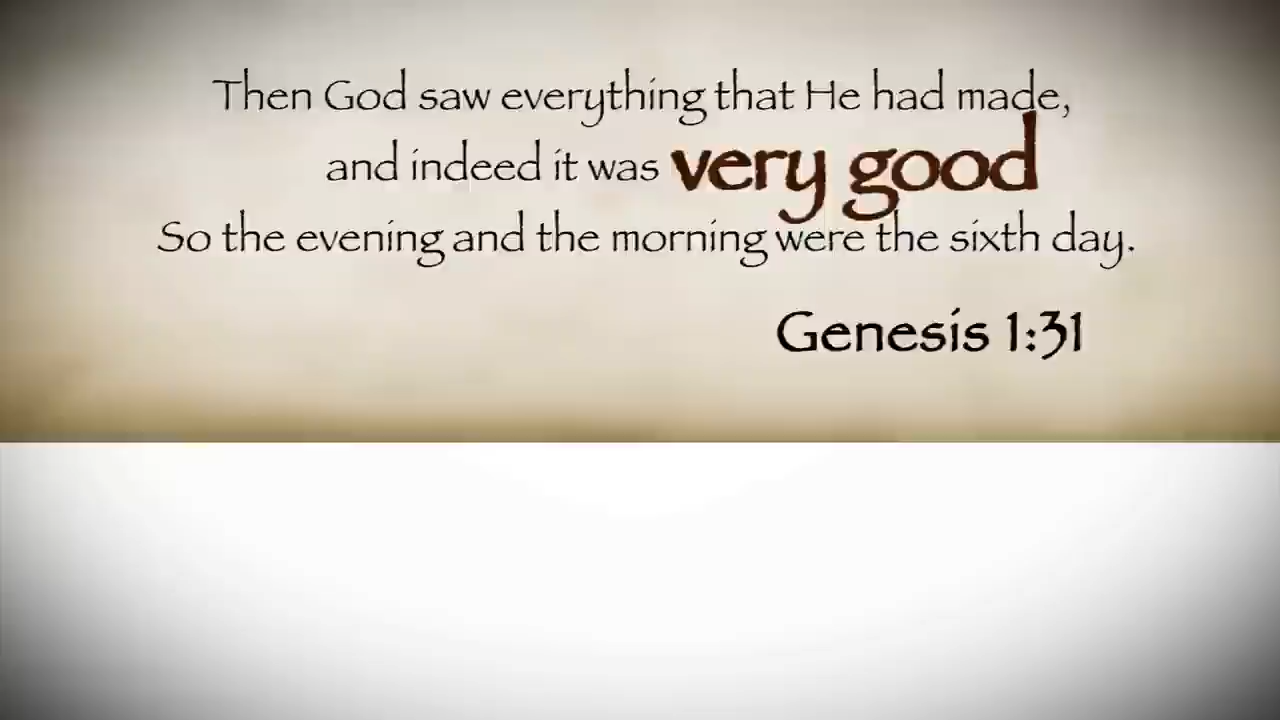 Then God saw everything that He had made,
and indeed it was very good
So the evening and the morning were the sixth day.
Genesis 1:31